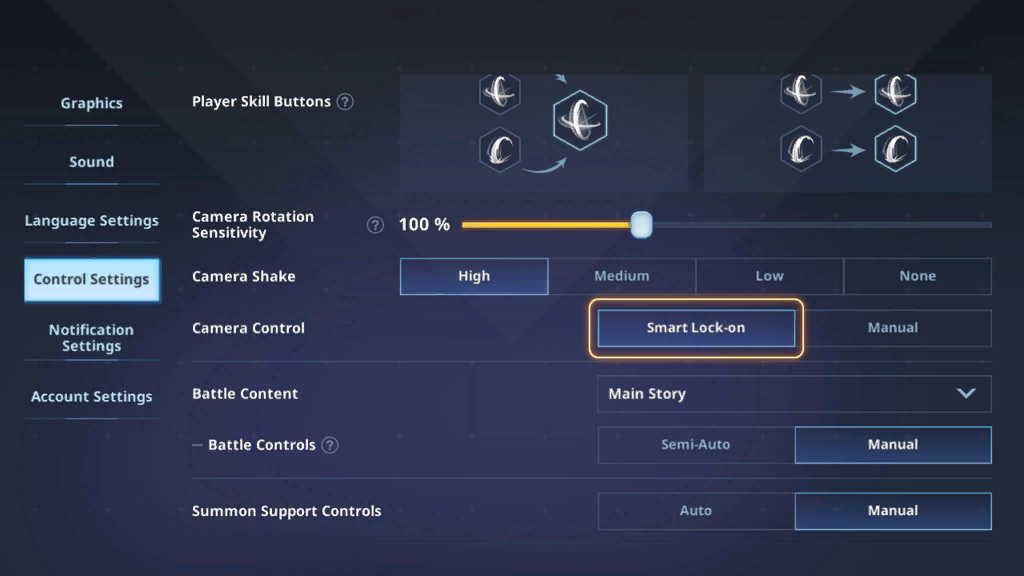 Graphics
Sound
Language Settings
Control Settings
Notification
Settings
Account Settings
Player Skill Buttons ?
Camera Rotation
Sensitivity ? 100 %
Camera Shake High Medium Low None
Camera Control Smart Lock-on Manual
Battle Content Main Story
Battle Controls ? Semi-Auto Manual
Summon Support Controls Auto Manual